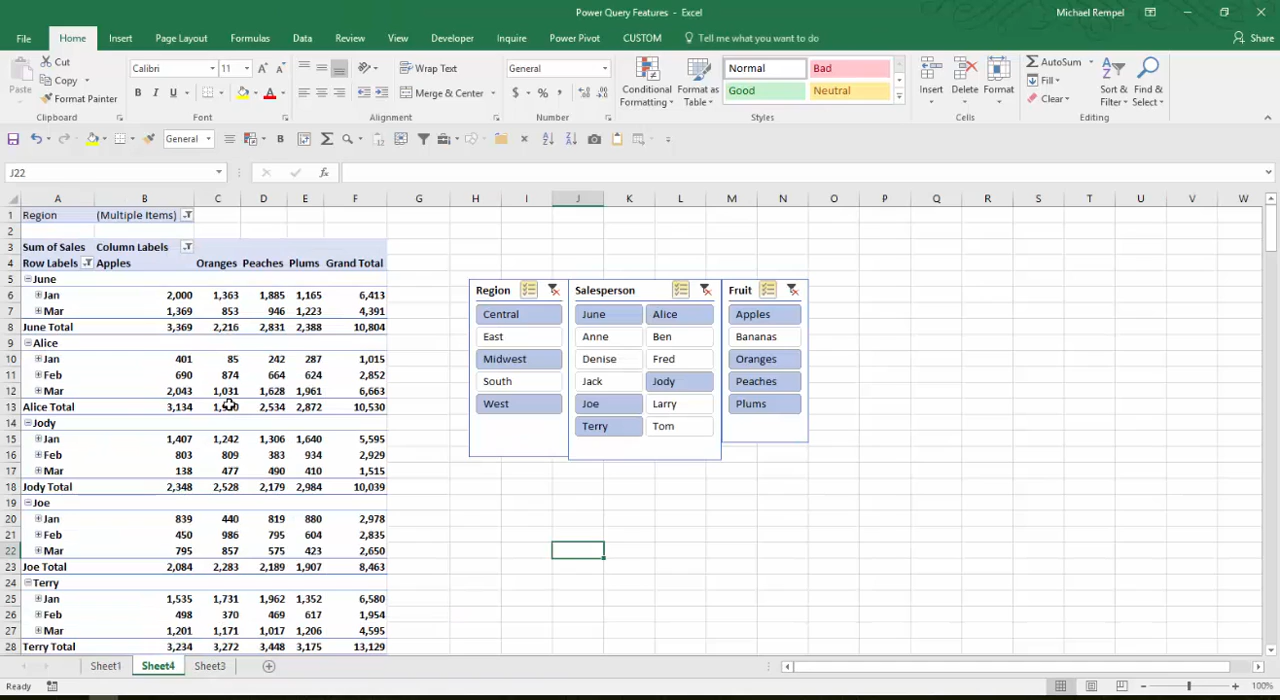 Power Query Features - Excel
Michael Rempel
File Home Insert Page Layout Formulas Data Review View Developer Inquire Power Pivot CUSTOM Tell me what you want to do Share
Paste Cut Copy Format Painter Clipboard
Calibri 11 B I U Font
Wrap Text Merge & Center Alignment
General $ % , Number
Conditional Formatting Format as Table Normal Bad Good Neutral Styles
Insert Delete Format Cells
AutoSum Fill Clear Sort & Filter Find & Select Editing
General B
J22 fx
A B C D E F G H I J K L M N O P Q R S T U V W
1 Region (Multiple Items)
2
3 Sum of Sales Column Labels
4 Row Labels Apples Oranges Peaches Plums Grand Total
5 June
6 Jan 2,000 1,363 1,885 1,165 6,413
7 Mar 1,369 853 946 1,223 4,391
8 June Total 3,369 2,216 2,831 2,388 10,804
9 Alice
10 Jan 401 85 242 287 1,015
11 Feb 690 874 664 624 2,852
12 Mar 2,043 1,031 1,628 1,961 6,663
13 Alice Total 3,134 2,534 2,872 10,530
14 Jody
15 Jan 1,407 1,242 1,306 1,640 5,595
16 Feb 803 809 383 934 2,929
17 Mar 138 477 490 410 1,515
18 Jody Total 2,348 2,528 2,179 2,984 10,039
19 Joe
20 Jan 839 440 819 880 2,978
21 Feb 450 986 795 604 2,835
22 Mar 795 857 575 423 2,650
23 Joe Total 2,084 2,283 2,189 1,907 8,463
24 Terry
25 Jan 1,535 1,731 1,962 1,352 6,580
26 Feb 498 370 469 617 1,954
27 Mar 1,201 1,171 1,017 1,206 4,595
28 Terry Total 3,234 3,272 3,448 3,175 13,129
Region
Central
East
Midwest
South
West
Salesperson
June Alice
Anne Ben
Denise Fred
Jack Jody
Joe Larry
Terry Tom
Fruit
Apples
Bananas
Oranges
Peaches
Plums
Sheet1 Sheet4 Sheet3
Ready 100%